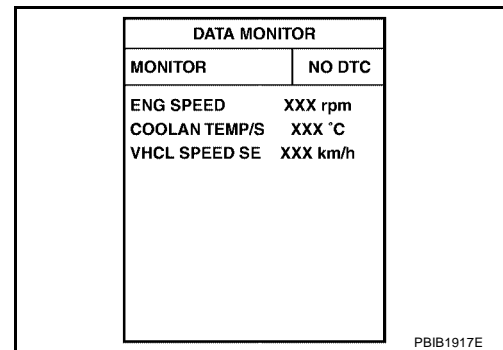 DATA MONITOR
MONITOR NO DTC
ENG SPEED XXX rpm
COOLAN TEMP/S XXX °C
VHCL SPEED SE XXX km/h
PBIB1917E